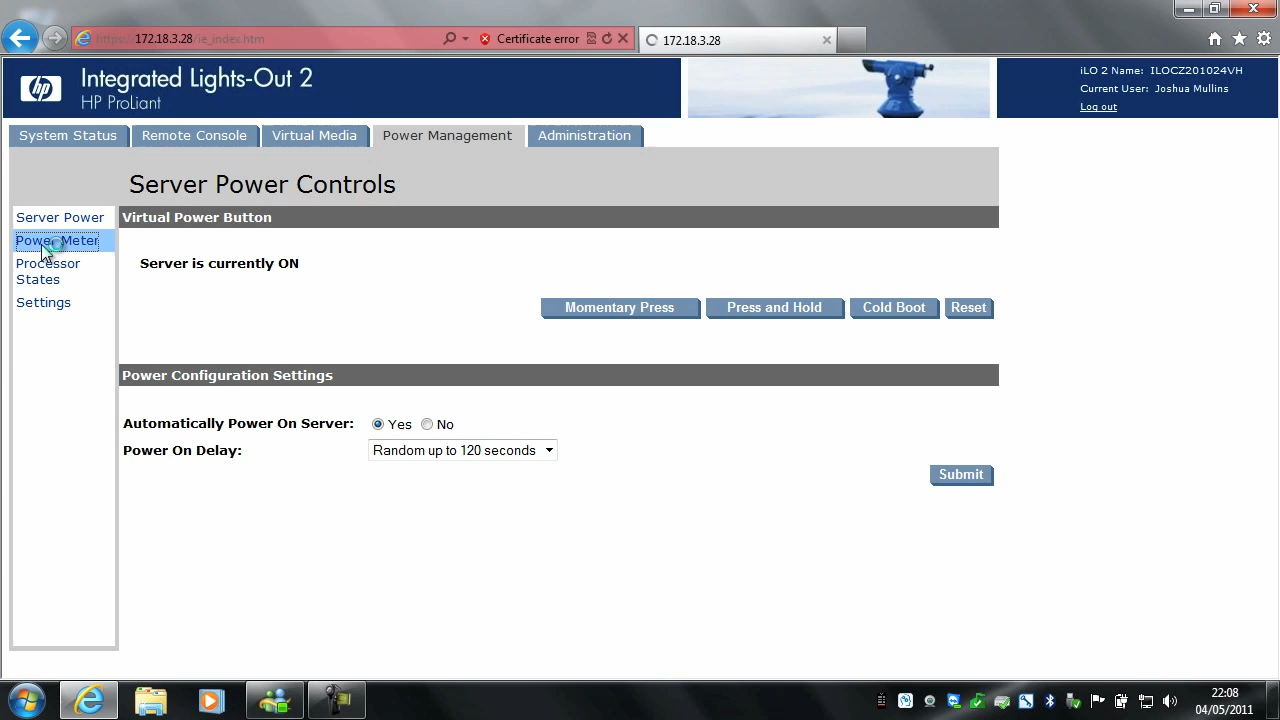 https://172.18.3.28/ie_index.htm
Certificate error
172.18.3.28
hp
Integrated Lights-Out 2
HP ProLiant
iLO 2 Name: ILOCZ201024VH
Current User: Joshua Mullins
Log out
System Status
Remote Console
Virtual Media
Power Management
Administration
Server Power Controls
Server Power
Power Meter
Processor
States
Settings
Virtual Power Button
Server is currently ON
Momentary Press
Press and Hold
Cold Boot
Reset
Power Configuration Settings
Automatically Power On Server: Yes No
Power On Delay: Random up to 120 seconds
Submit
22:08
04/05/2011